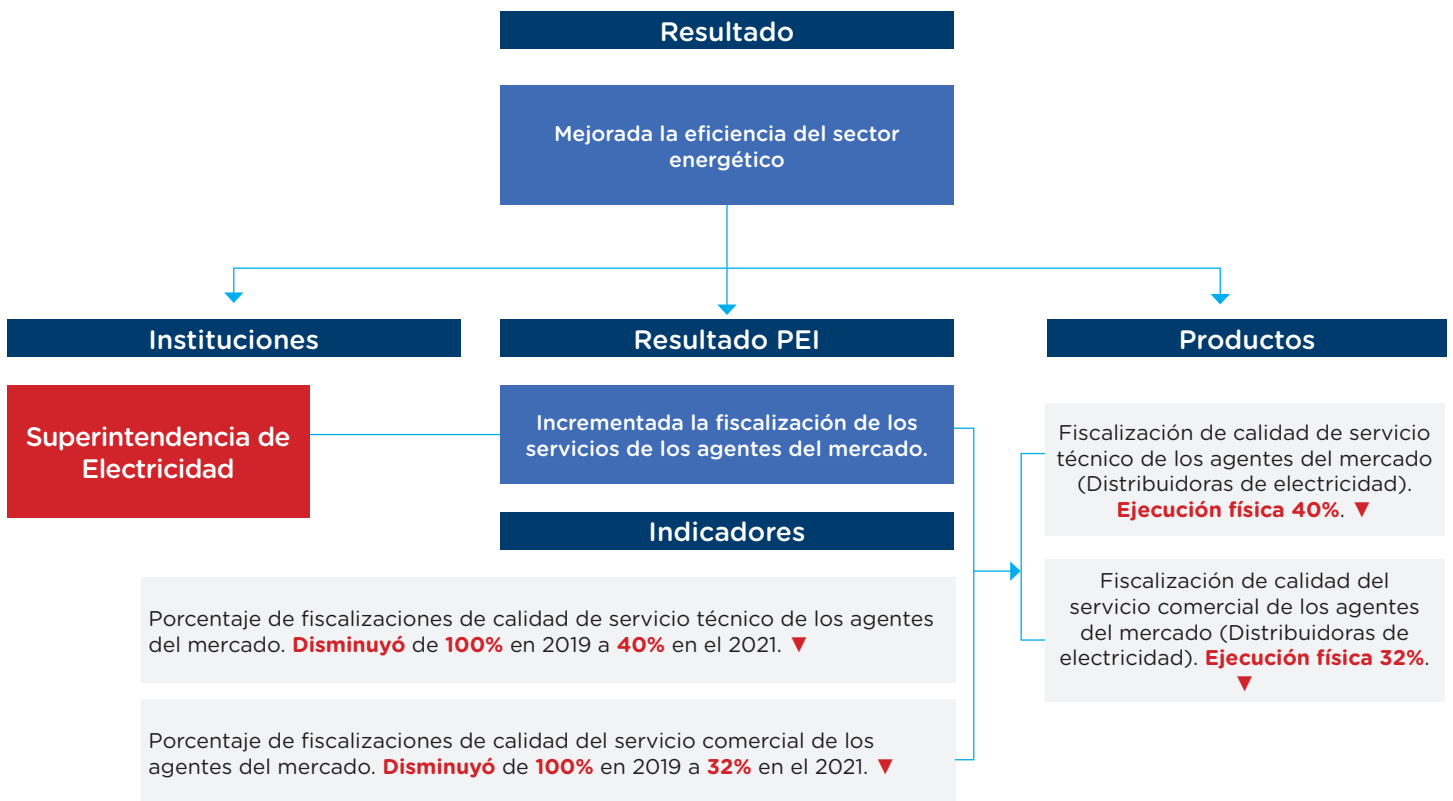 Resultado
Mejorada la eficiencia del sector
energético
Instituciones
Superintendencia de
Electricidad
Resultado PEI
Incrementada la fiscalización de los
servicios de los agentes del mercado.
Indicadores
Porcentaje de fiscalizaciones de calidad de servicio técnico de los agentes
del mercado. Disminuyó de 100% en 2019 a 40% en el 2021. ▼
Porcentaje de fiscalizaciones de calidad del servicio comercial de los
agentes del mercado. Disminuyó de 100% en 2019 a 32% en el 2021. ▼
Productos
Fiscalización de calidad de servicio
técnico de los agentes del mercado
(Distribuidoras de electricidad).
Ejecución física 40%. ▼
Fiscalización de calidad del
servicio comercial de los agentes
del mercado (Distribuidoras de
electricidad). Ejecución física 32%.
▼